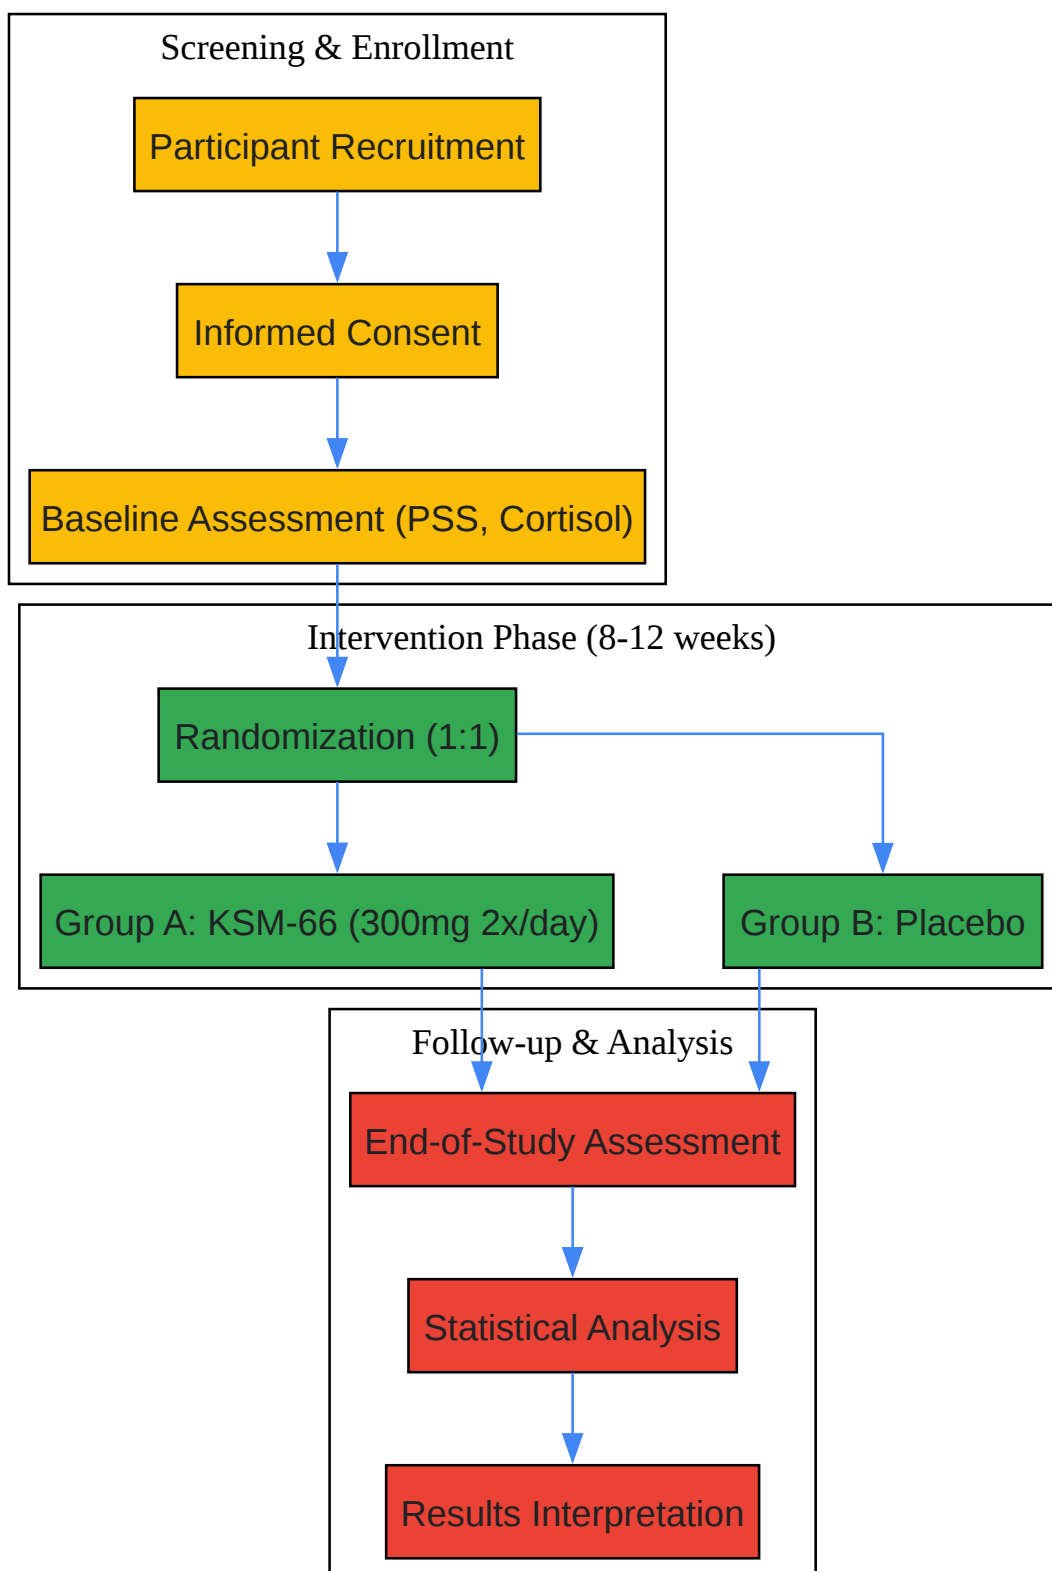 Screening & Enrollment
Participant Recruitment
Informed Consent
Baseline Assessment (PSS, Cortisol)
Intervention Phase (8-12 weeks)
Randomization (1:1)
Group A: KSM-66 (300mg 2x/day)
Group B: Placebo
Follow-up & Analysis
End-of-Study Assessment
Statistical Analysis
Results Interpretation